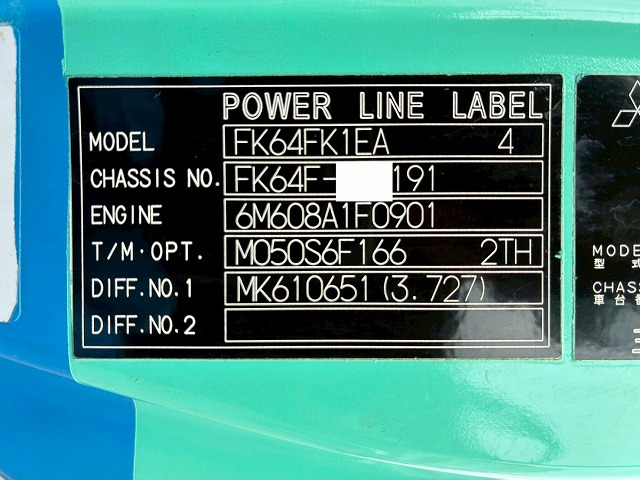 POWER LINE LABEL
MODEL FK64FK1EA 4
CHASSIS NO. FK64F- 191
ENGINE 6M608A1F0901
T/M·OPT. M050S6F166 2TH
DIFF.NO.1 MK610651(3.727)
DIFF.NO.2
MODE
型式
CHAS
車台番